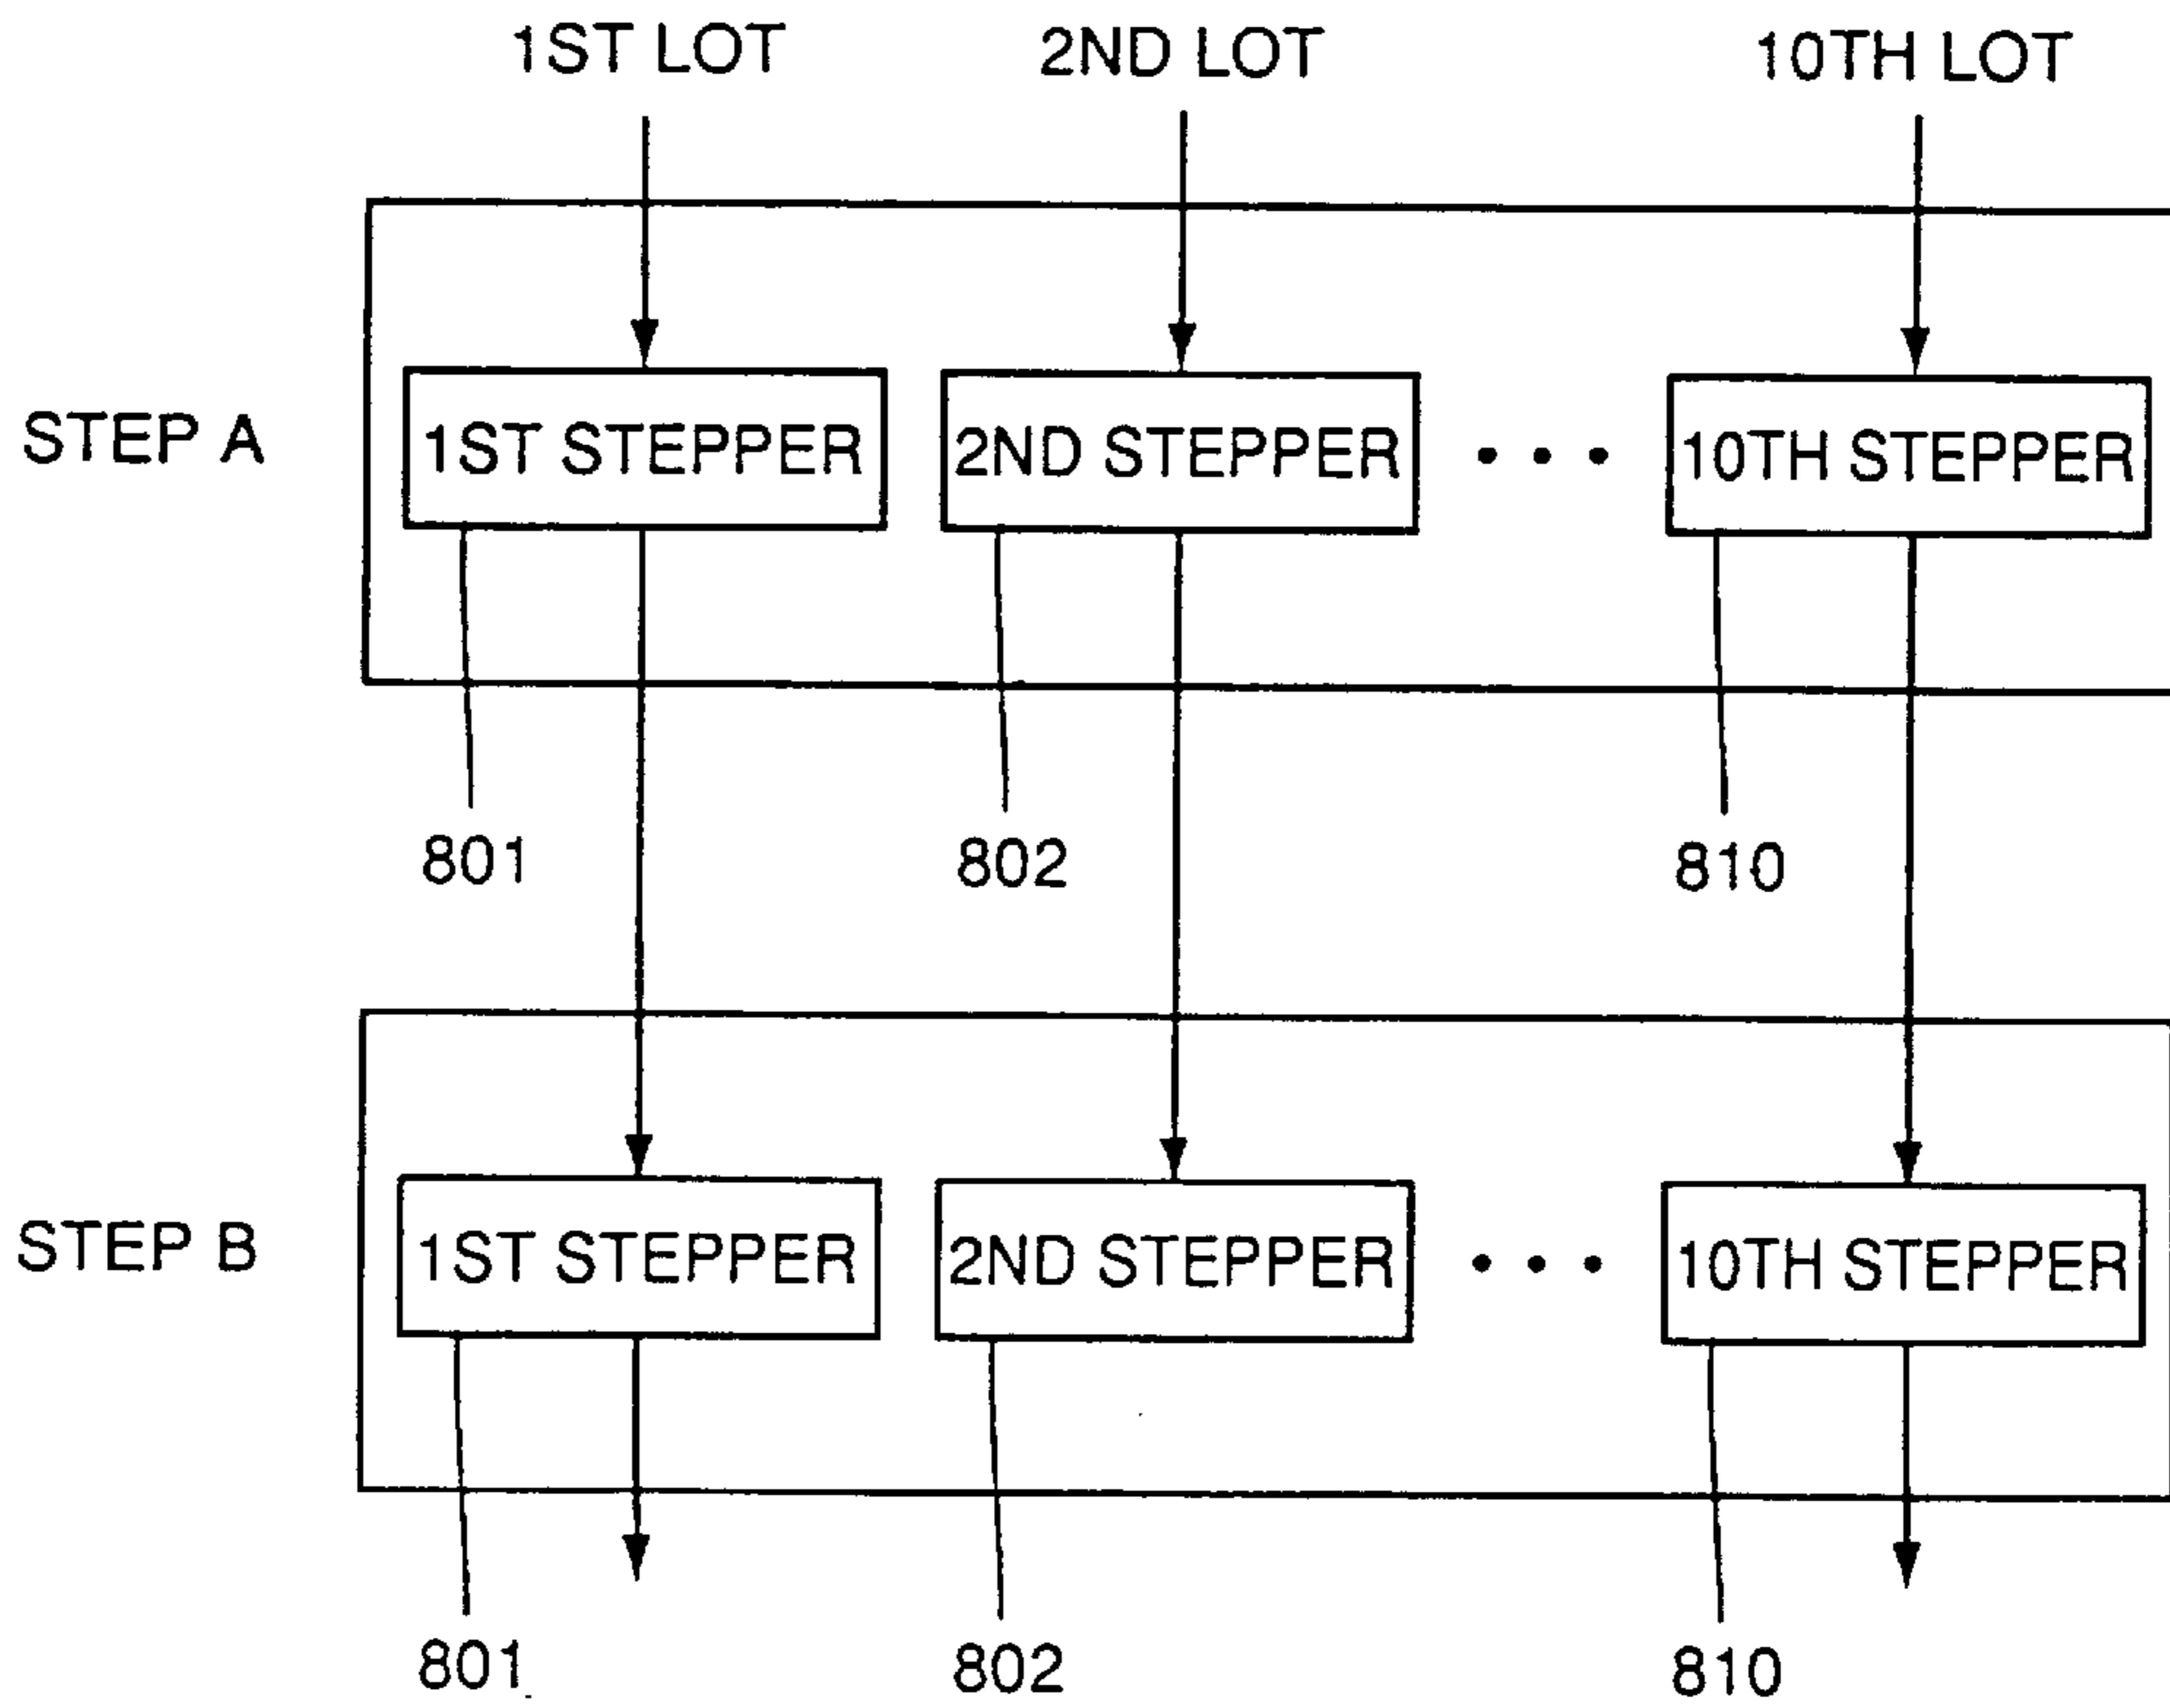 1ST LOT 2ND LOT 10TH LOT
STEP A 1ST STEPPER 2ND STEPPER • • • 10TH STEPPER
801 802 810
STEP B 1ST STEPPER 2ND STEPPER • • • 10TH STEPPER
801 802 810